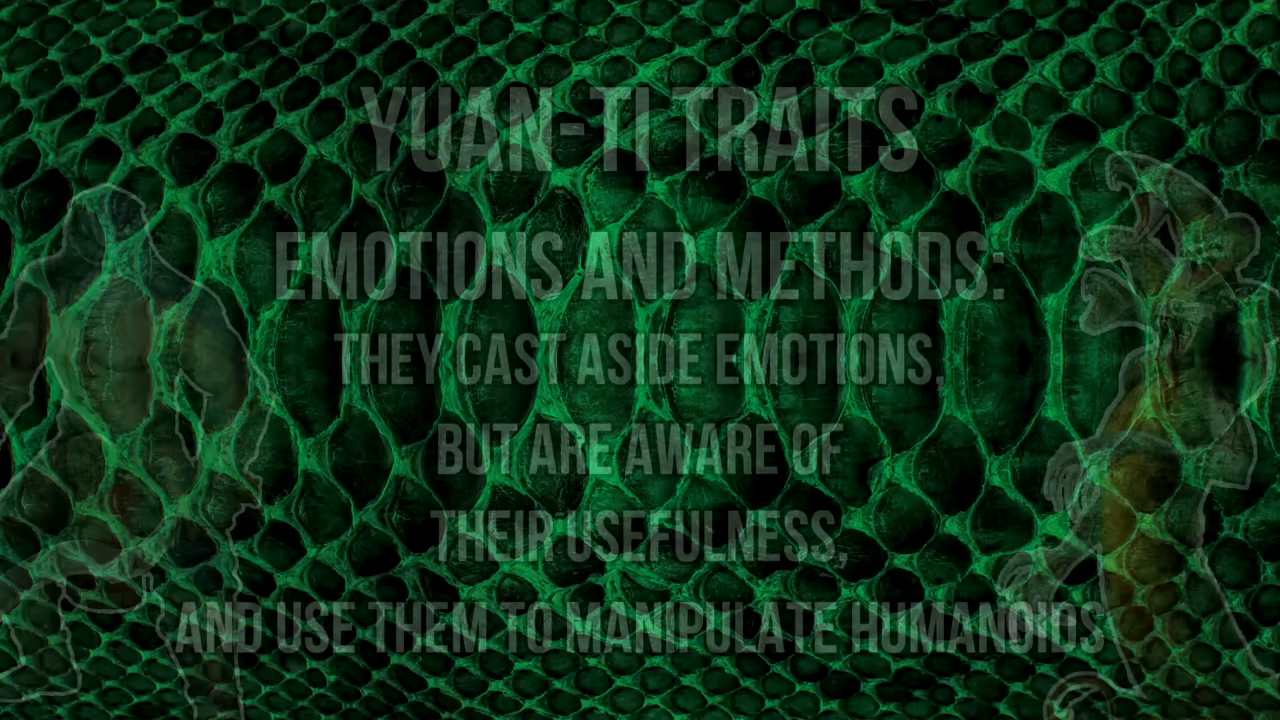 YUAN-TI TRAITS
EMOTIONS AND METHODS:
THEY CAST ASIDE EMOTIONS,
BUT ARE AWARE OF
THEIR USEFULNESS,
AND USE THEM TO MANIPULATE HUMANOIDS